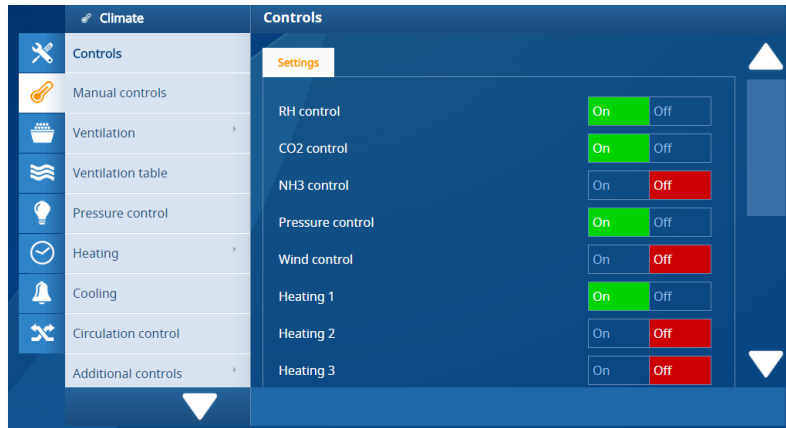 Climate
Controls
Controls
Manual controls
Ventilation
Ventilation table
Pressure control
Heating
Cooling
Circulation control
Additional controls
Settings
RH control On Off
CO2 control On Off
NH3 control On Off
Pressure control On Off
Wind control On Off
Heating 1 On Off
Heating 2 On Off
Heating 3 On Off